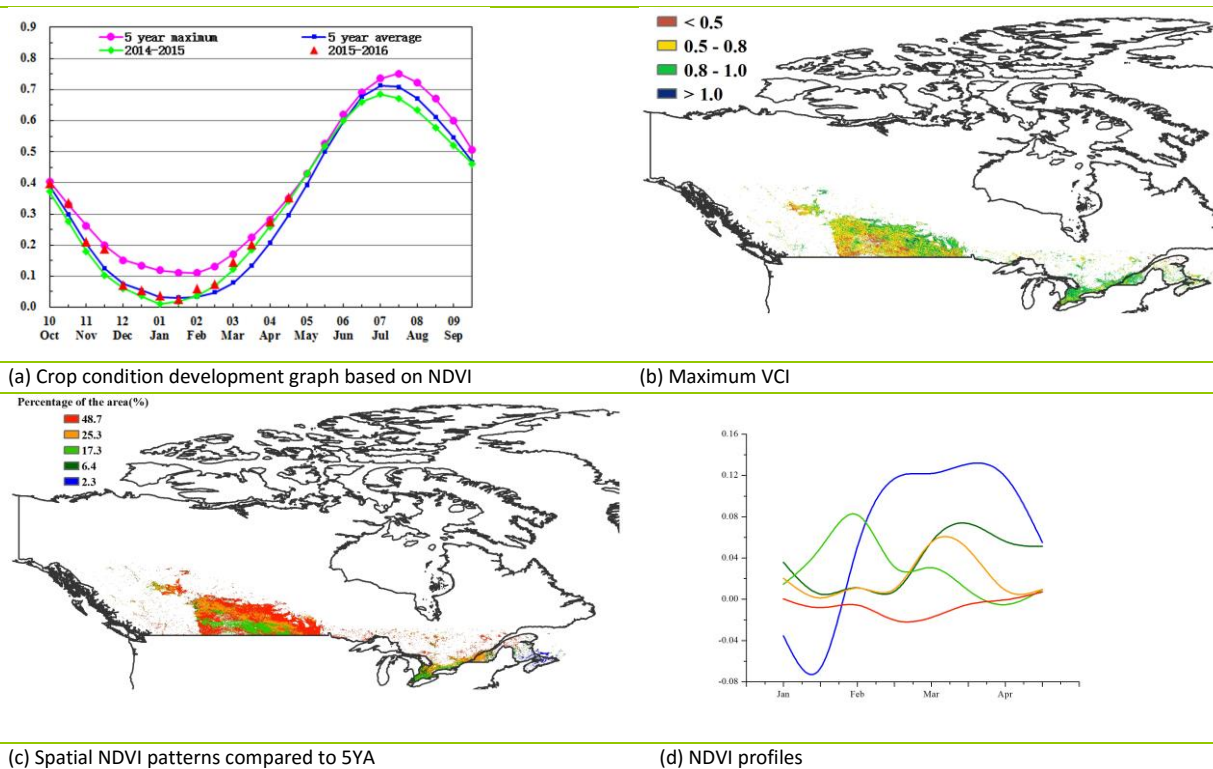 0.9
0.8
0.7
0.6
0.5
0.4
0.3
0.2
0.1
0.0
5 year maximum
5 year average
2014-2015
2015-2016
10 11 12 01 02 03 04 05 06 07 08 09
Oct Nov Dec Jan Feb Mar Apr May Jun Jul Aug Sep
< 0.5
0.5 - 0.8
0.8 - 1.0
> 1.0
(a) Crop condition development graph based on NDVI
(b) Maximum VCI
Percentage of the area(%)
48.7
25.3
17.3
6.4
2.3
0.16
0.12
0.08
0.04
0.00
-0.04
-0.08
Jan Feb Mar Apr
(c) Spatial NDVI patterns compared to 5YA
(d) NDVI profiles